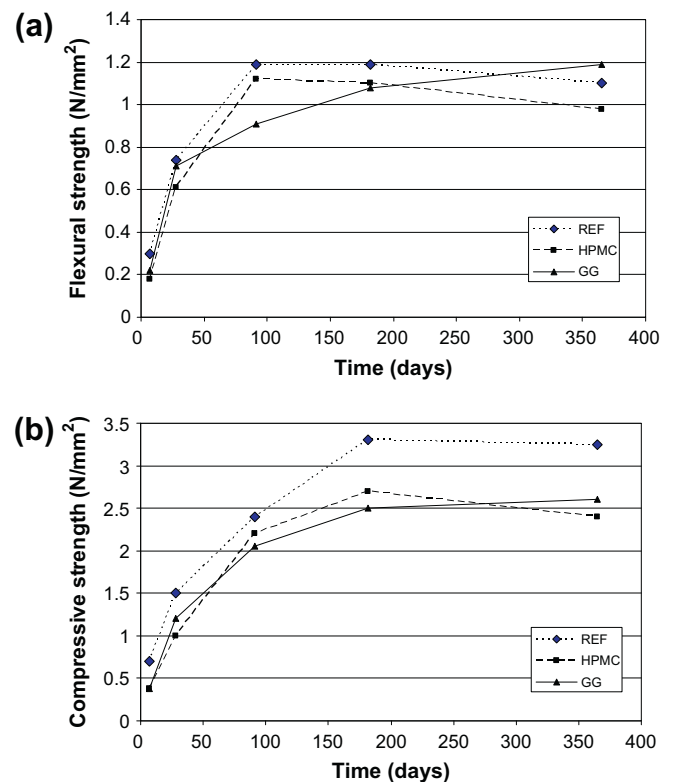 (a)
Flexural strength (N/mm²)
1.4
1.2
1
0.8
0.6
0.4
0.2
0
REF
HPMC
GG
0 50 100 150 200 250 300 350 400
Time (days)
(b)
Compressive strength (N/mm²)
3.5
3
2.5
2
1.5
1
0.5
0
REF
HPMC
GG
0 50 100 150 200 250 300 350 400
Time (days)